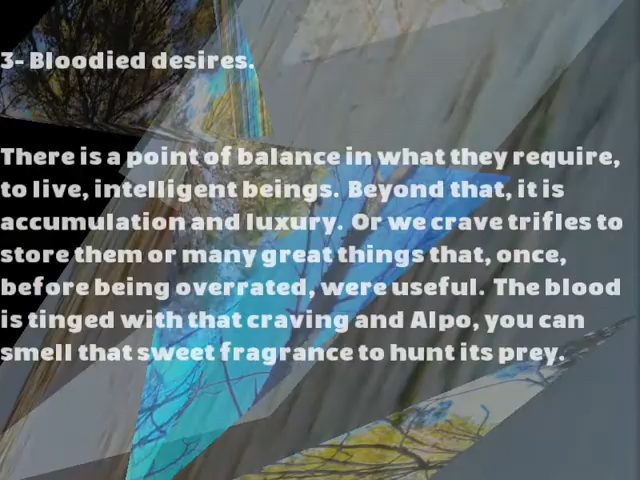 3- Bloodied desires.
There is a point of balance in what they require,
to live, intelligent beings. Beyond that, it is
accumulation and luxury. Or we crave trifles to
store them or many great things that, once,
before being overrated, were useful. The blood
is tinged with that craving and Alpo, you can
smell that sweet fragrance to hunt its prey.